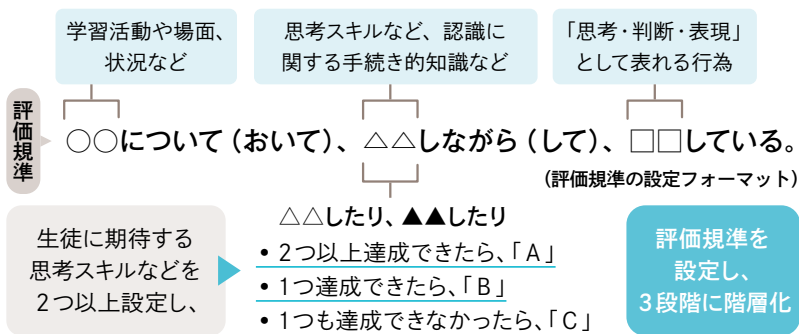 学習活動や場面、
状況など
思考スキルなど、認識に
関する手続き的知識など
「思考・判断・表現」
として表れる行為
評価規準
○○について（おいて）、△△しながら（して）、□□している。
（評価規準の設定フォーマット）
生徒に期待する
思考スキルなどを
2つ以上設定し、
△△したり、▲▲したり
• 2つ以上達成できたら、「A」
• 1つ達成できたら、「B」
• 1つも達成できなかったら、「C」
評価規準を
設定し、
3段階に階層化